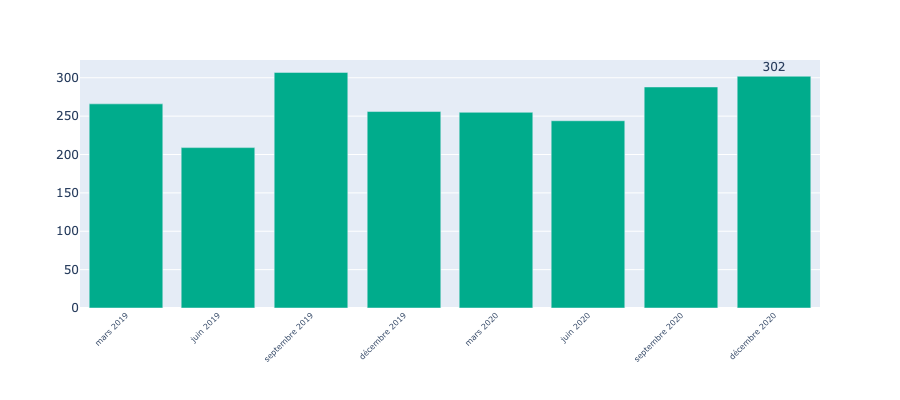 302
300
250
200
150
100
50
0
mars 2019
juin 2019
septembre 2019
décembre 2019
mars 2020
juin 2020
septembre 2020
décembre 2020